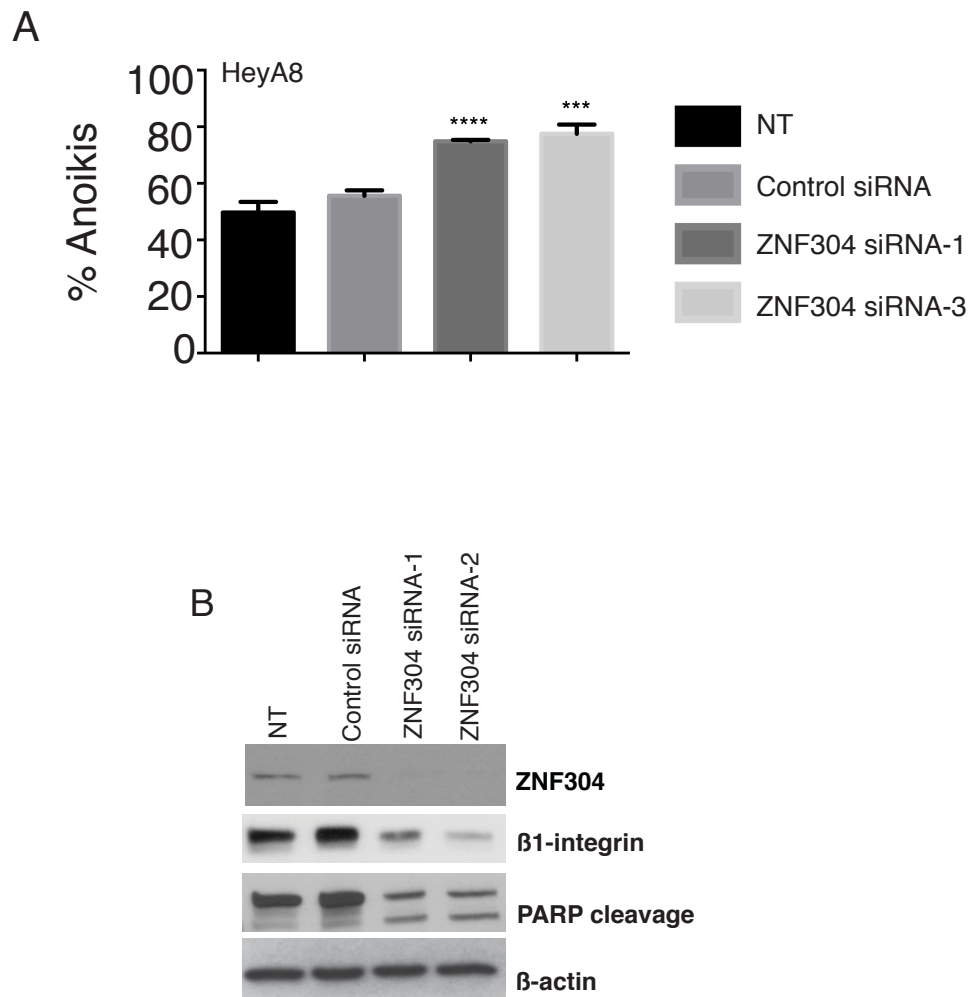 A
HeyA8
100
80
60
40
20
0
% Anoikis
****
***
NT
Control siRNA
ZNF304 siRNA-1
ZNF304 siRNA-3
B
NT
Control siRNA
ZNF304 siRNA-1
ZNF304 siRNA-2
ZNF304
ß1-integrin
PARP cleavage
ß-actin